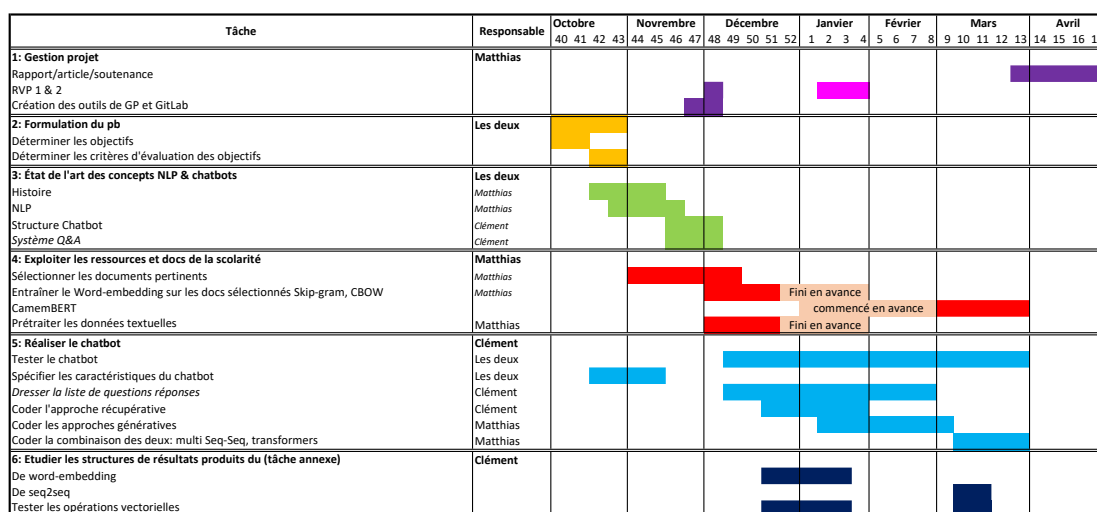 Tâche Responsable Octobre Novembre Décembre Janvier Février Mars Avril
40 41 42 43 44 45 46 47 48 49 50 51 52 1 2 3 4 5 6 7 8 9 10 11 12 13 14 15 16
1: Gestion projet Matthias
Rapport/article/soutenance
RVP 1 & 2
Création des outils de GP et GitLab
2: Formulation du pb Les deux
Déterminer les objectifs
Déterminer les critères d'évaluation des objectifs
3: État de l'art des concepts NLP & chatbots Les deux
Histoire Matthias
NLP Matthias
Structure Chatbot Clément
Système Q&A Clément
4: Exploiter les ressources et docs de la scolarité Matthias
Sélectionner les documents pertinents Matthias
Entraîner le Word-embedding sur les docs sélectionnés Skip-gram, CBOW Matthias Fini en avance
CamemBERT commencé en avance
Prétraiter les données textuelles Matthias Fini en avance
5: Réaliser le chatbot Clément
Tester le chatbot Les deux
Spécifier les caractéristiques du chatbot Les deux
Dresser la liste de questions réponses Clément
Coder l'approche récupérative Clément
Coder les approches génératives Matthias
Coder la combinaison des deux: multi Seq-Seq, transformers Matthias
6: Etudier les structures de résultats produits du (tâche annexe) Clément
De word-embedding
De seq2seq
Tester les opérations vectorielles